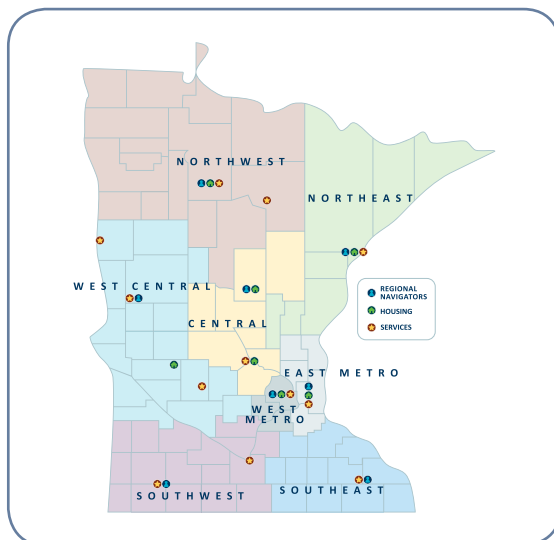 NORTHWEST
NORTHEAST
WEST CENTRAL
REGIONAL
NAVIGATORS
HOUSING
SERVICES
CENTRAL
EAST METRO
WEST
METRO
SOUTHWEST
SOUTHEAST